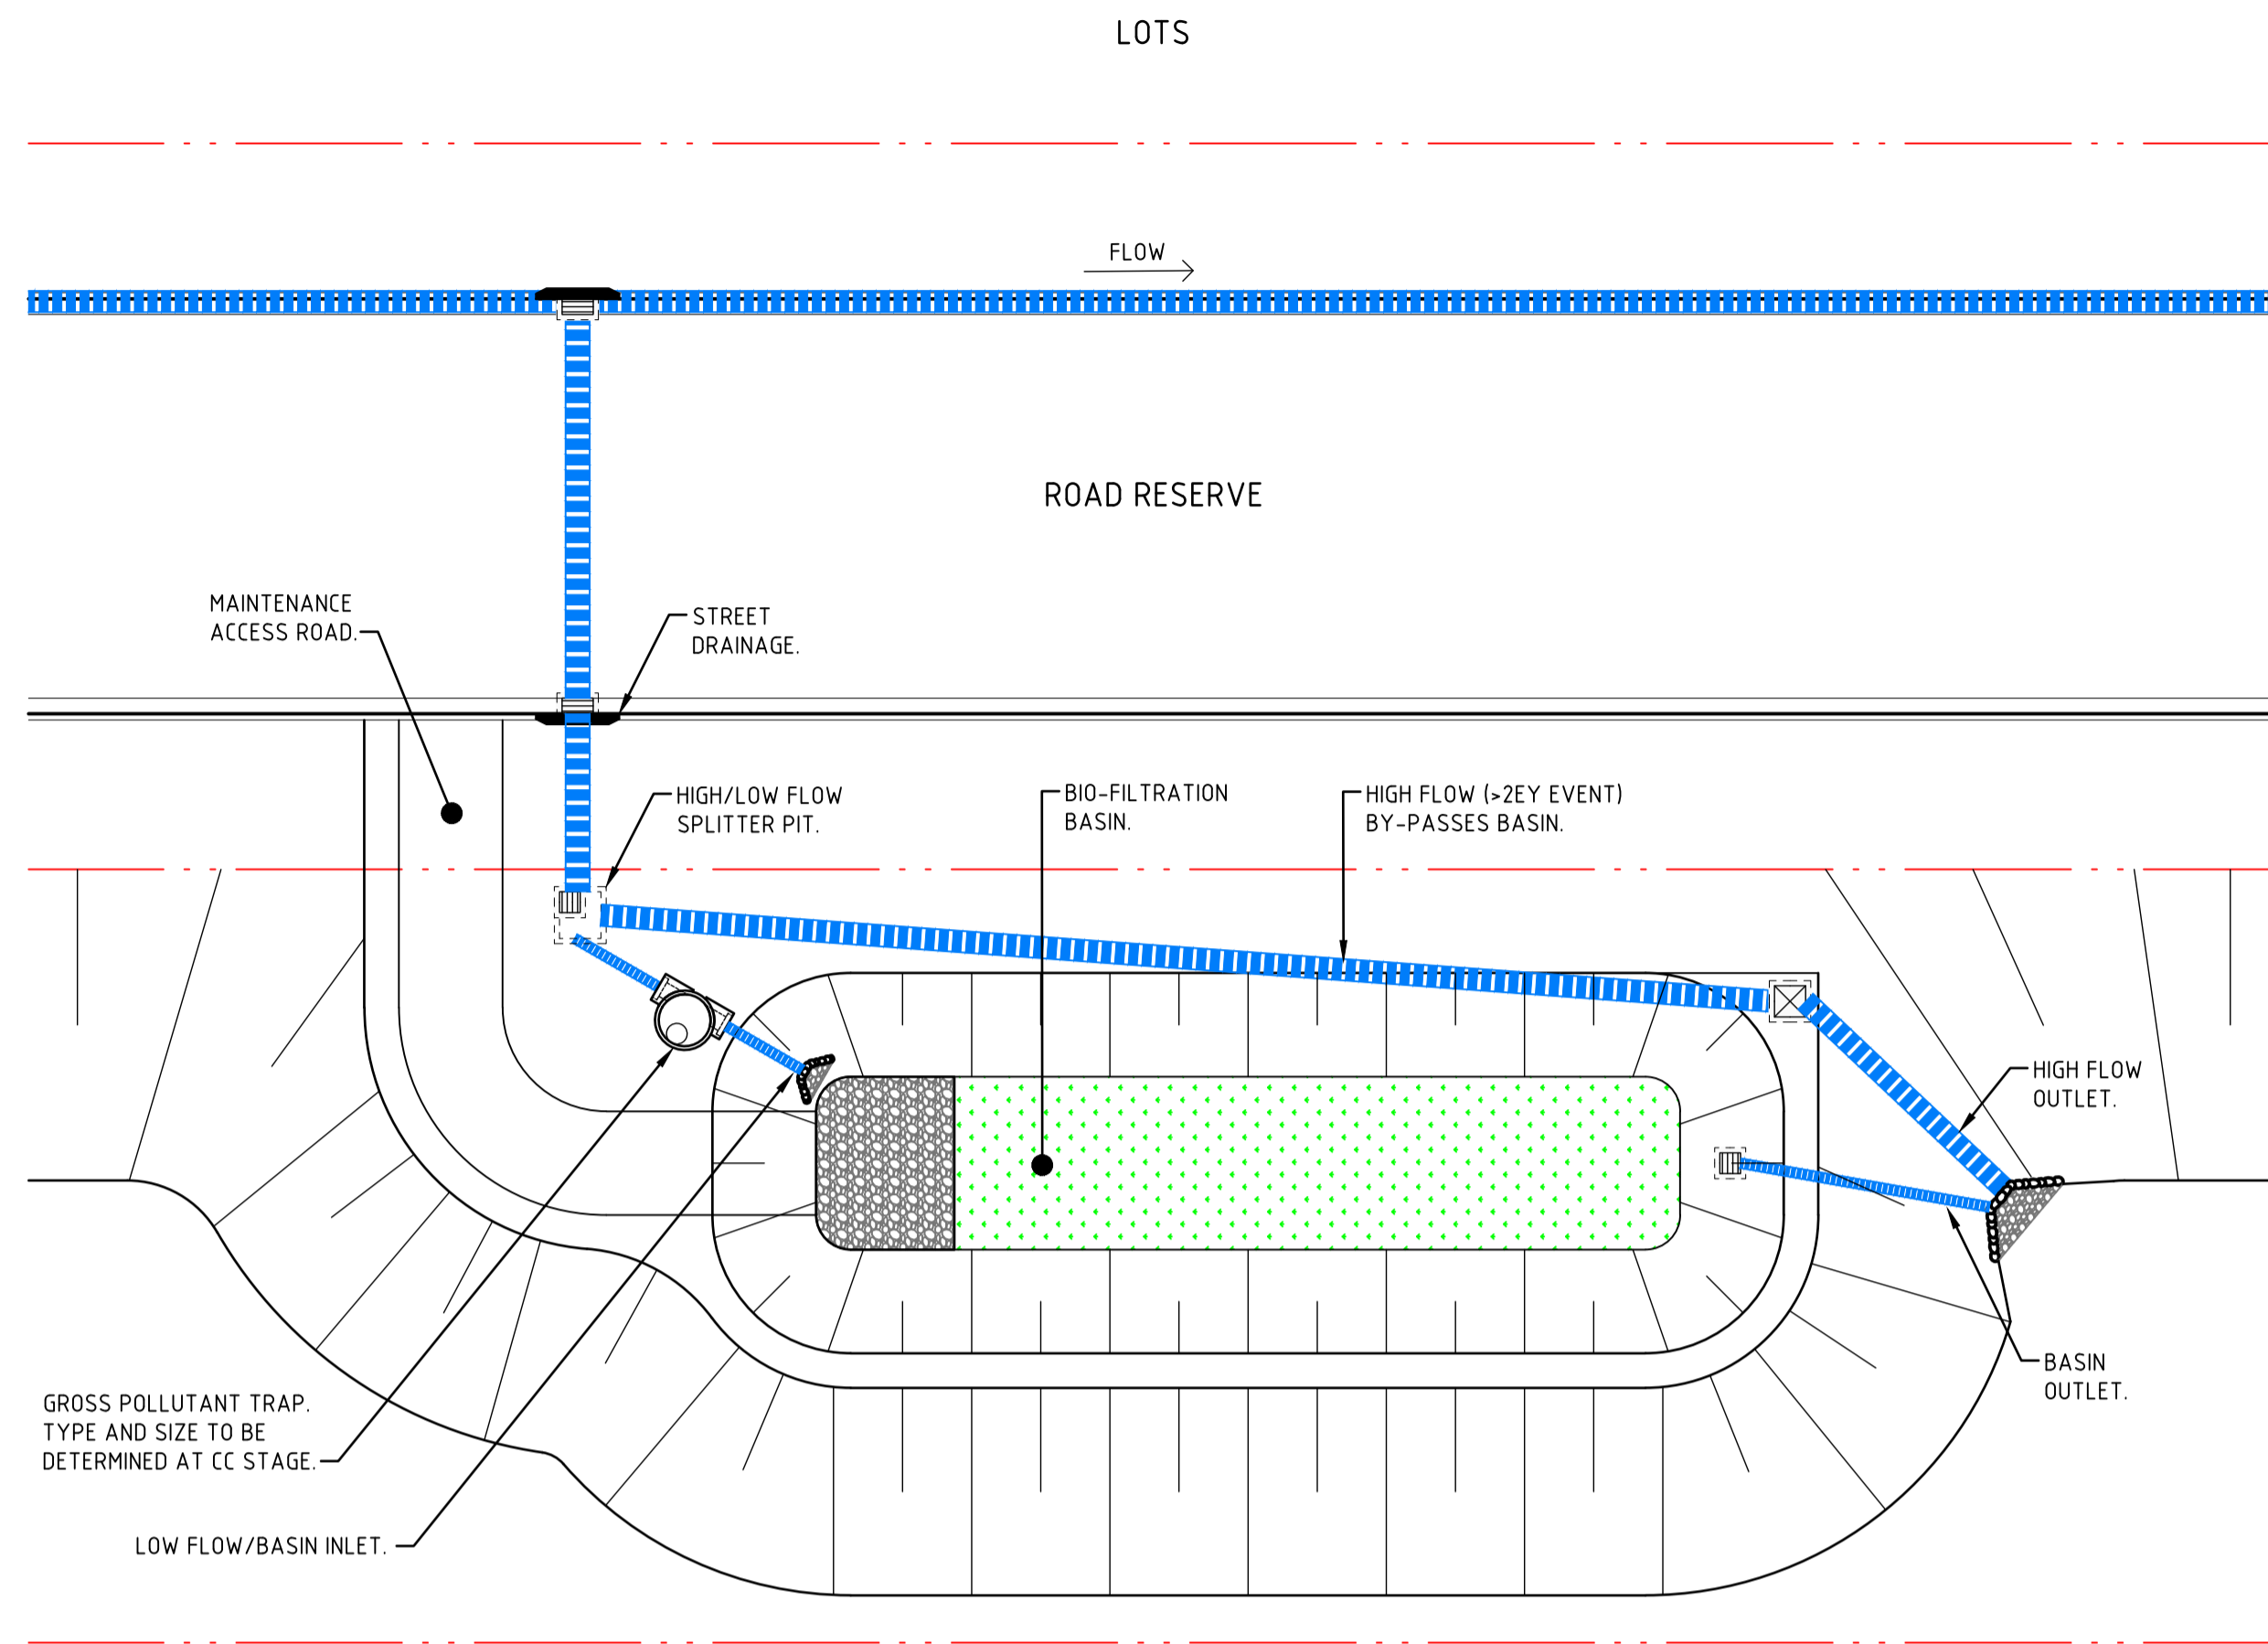 LOTS
FLOW
ROAD RESERVE
MAINTENANCE
ACCESS ROAD.
STREET
DRAINAGE.
HIGH/LOW FLOW
SPLITTER PIT.
BIO-FILTRATION
BASIN.
HIGH FLOW (>2EY EVENT)
BY-PASSES BASIN.
HIGH FLOW
OUTLET.
BASIN
OUTLET.
GROSS POLLUTANT TRAP.
TYPE AND SIZE TO BE
DETERMINED AT CC STAGE.
LOW FLOW/BASIN INLET.